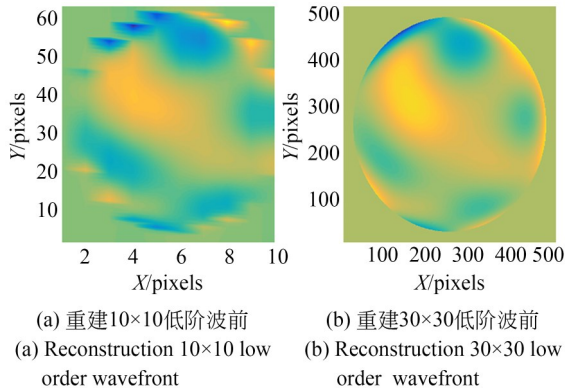 60
50
40
30
20
10
Y/pixels
2 4 6 8 10
X/pixels
(a) 重建10×10低阶波前
(a) Reconstruction 10×10 low
order wavefront
500
400
300
200
100
Y/pixels
100 200 300 400 500
X/pixels
(b) 重建30×30低阶波前
(b) Reconstruction 30×30 low
order wavefront